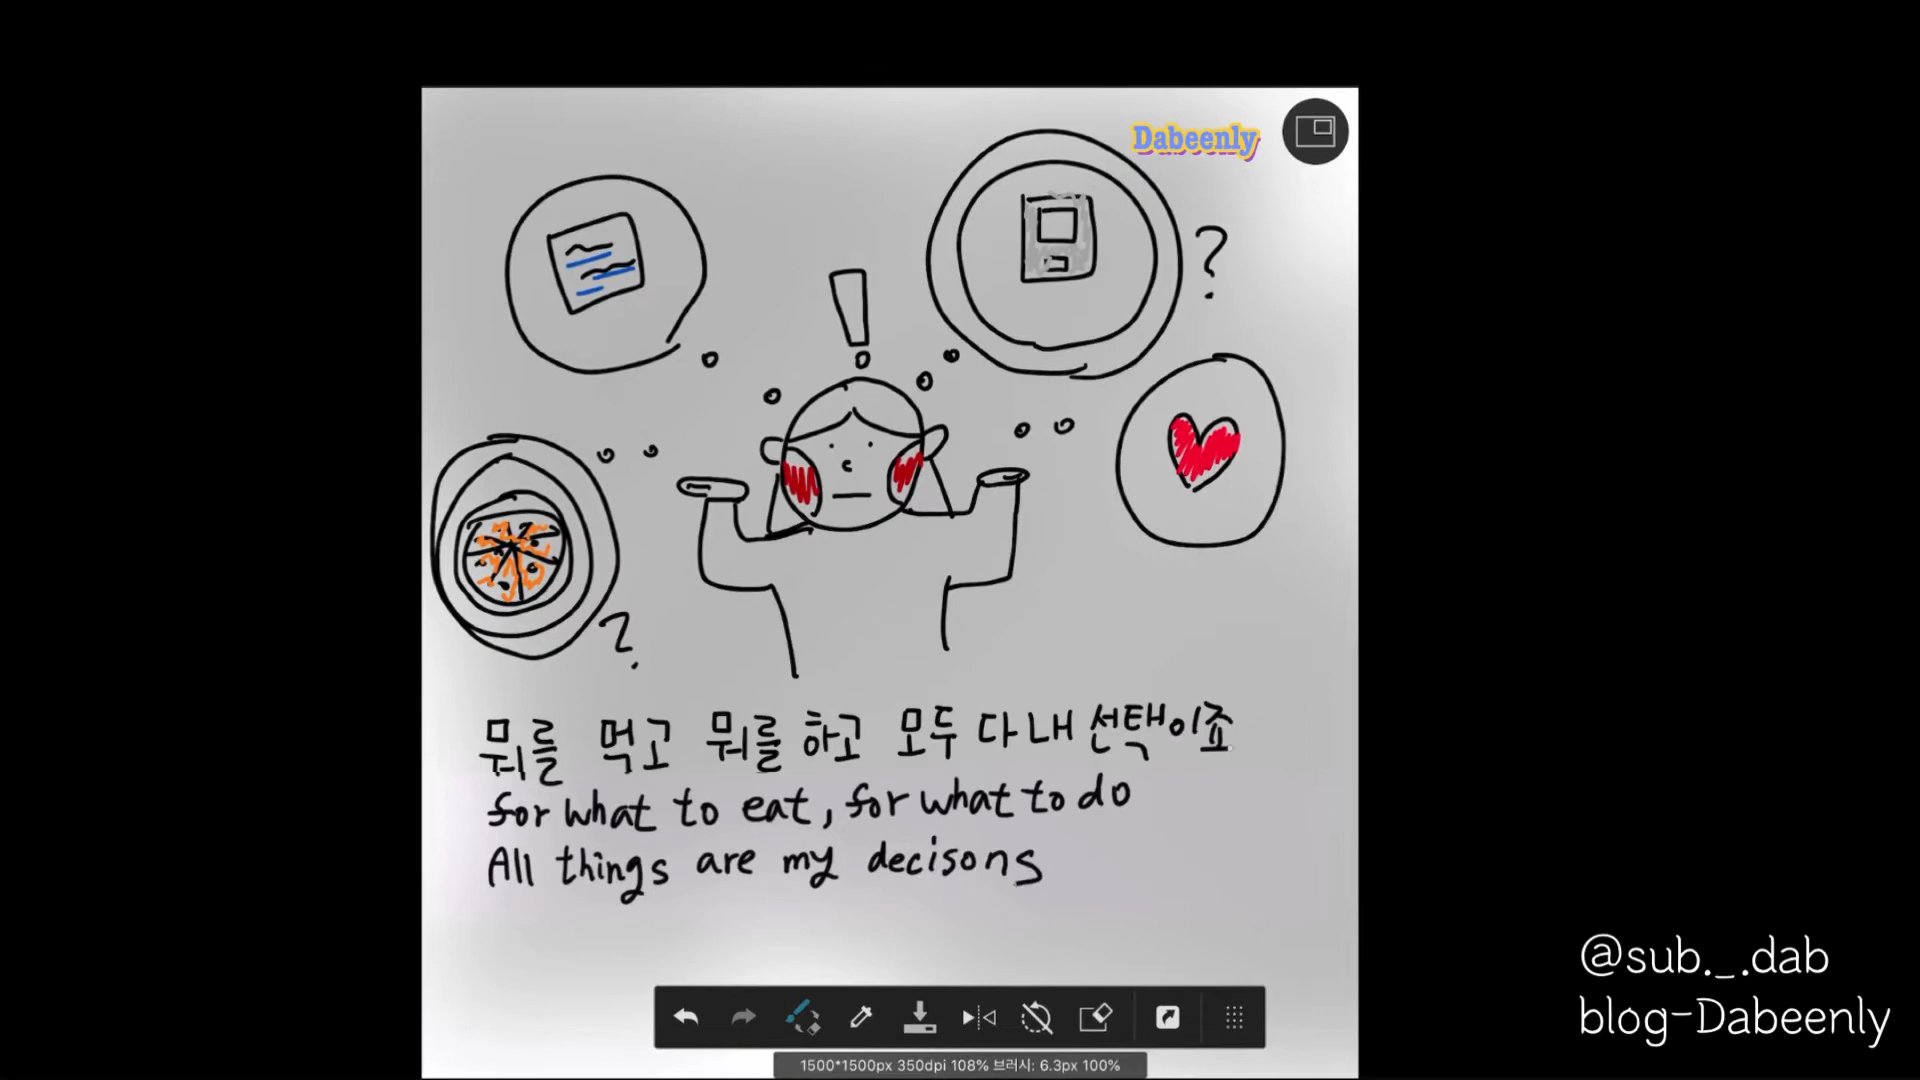 Dabeenly
?
!
?
뭐를 먹고 뭐를 하고 모두 다 내 선택이죠
for what to eat, for what to do
All things are my decisons
1500*1500px 350dpi 108% 브러시: 6.3px 100%
@sub._.dab
blog-Dabeenly